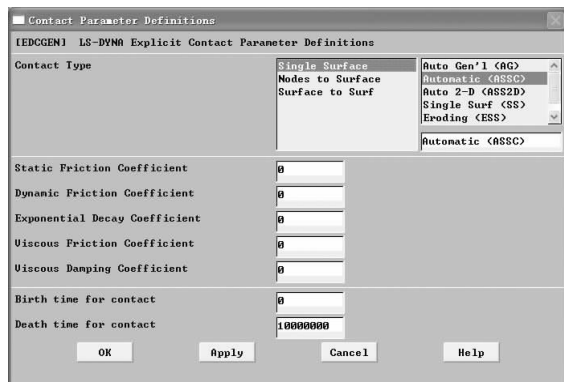 Contact Parameter Definitions
[EDCGEN] LS-DYNA Explicit Contact Parameter Definitions
Contact Type
Single Surface
Nodes to Surface
Surface to Surf
Auto Gen'l (AG)
Automatic (ASSC)
Auto 2-D (ASS2D)
Single Surf (SS)
Eroding (ESS)
Automatic (ASSC)
Static Friction Coefficient 0
Dynamic Friction Coefficient 0
Exponential Decay Coefficient 0
Viscous Friction Coefficient 0
Viscous Damping Coefficient 0
Birth time for contact 0
Death time for contact 10000000
OK Apply Cancel Help